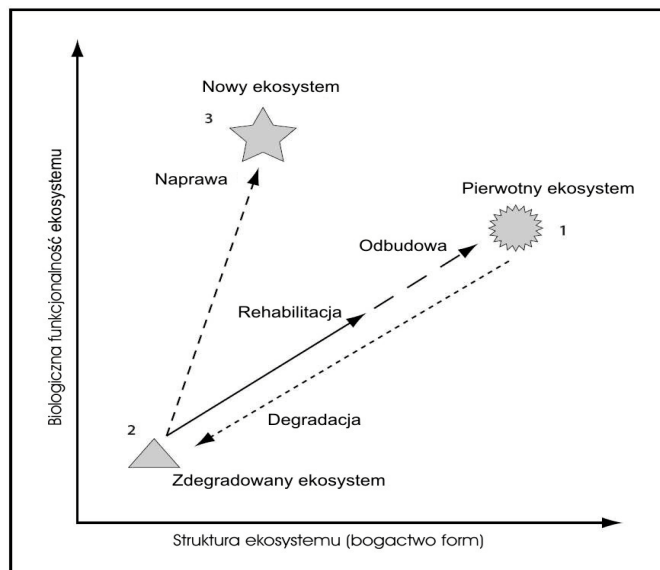 Nowy ekosystem
3
Naprawa
Pierwotny ekosystem
1
Odbudowa
Rehabilitacja
Degradacja
2
Zdegradowany ekosystem
Biologiczna funkcjonalność ekosystemu
Struktura ekosystemu (bogactwo form)